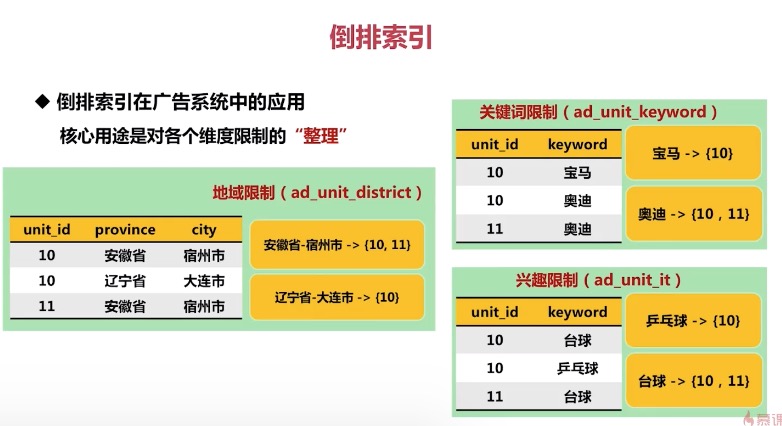 倒排索引
◆ 倒排索引在广告系统中的应用
核心用途是对各个维度限制的“整理”
地域限制（ad_unit_district）
unit_id province city
10 安徽省 宿州市
10 辽宁省 大连市
11 安徽省 宿州市
安徽省-宿州市 -> {10, 11}
辽宁省-大连市 -> {10}
关键词限制（ad_unit_keyword）
unit_id keyword
10 宝马
10 奥迪
11 奥迪
宝马 -> {10}
奥迪 -> {10 , 11}
兴趣限制（ad_unit_it）
unit_id keyword
10 台球
10 乒乓球
11 台球
乒乓球 -> {10}
台球 -> {10 , 11}